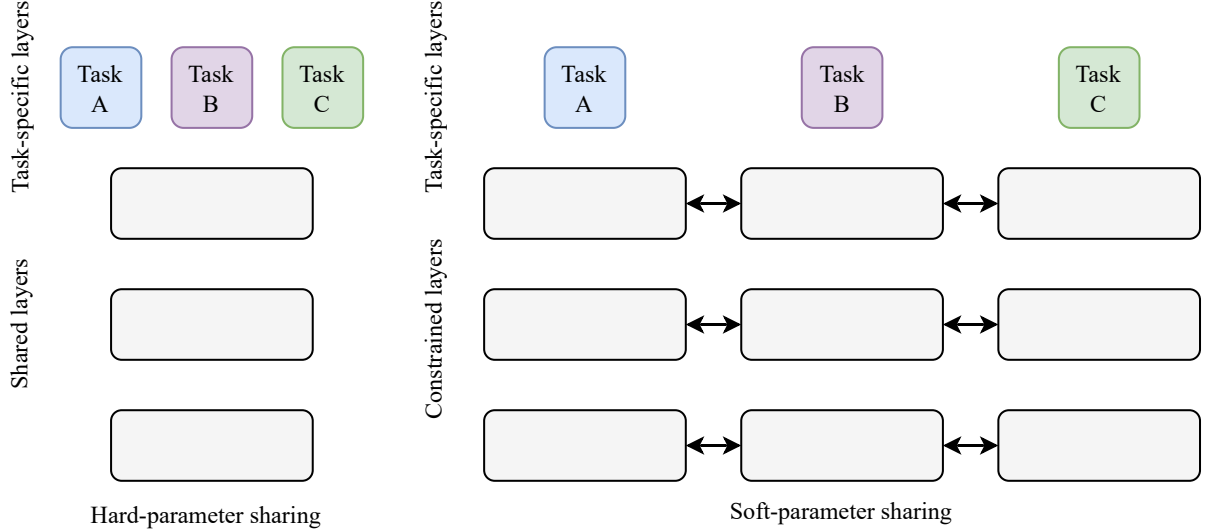 Task-specific layers
Task
A
Task
B
Task
C
Shared layers
Hard-parameter sharing
Task-specific layers
Task
A
Task
B
Task
C
Constrained layers
Soft-parameter sharing